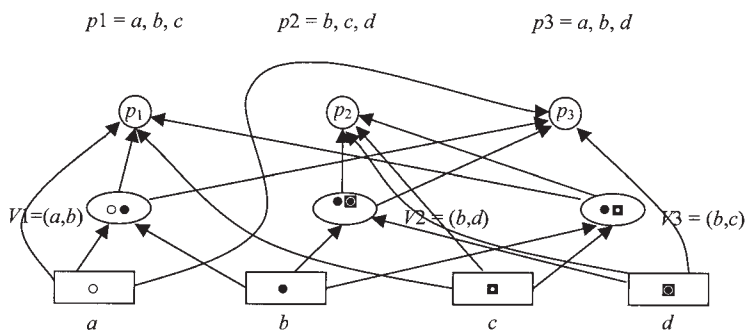 p1 = a, b, c p2 = b, c, d p3 = a, b, d
p1 p2 p3
V1=(a,b) V2 = (b,d) V3 = (b,c)
a b c d